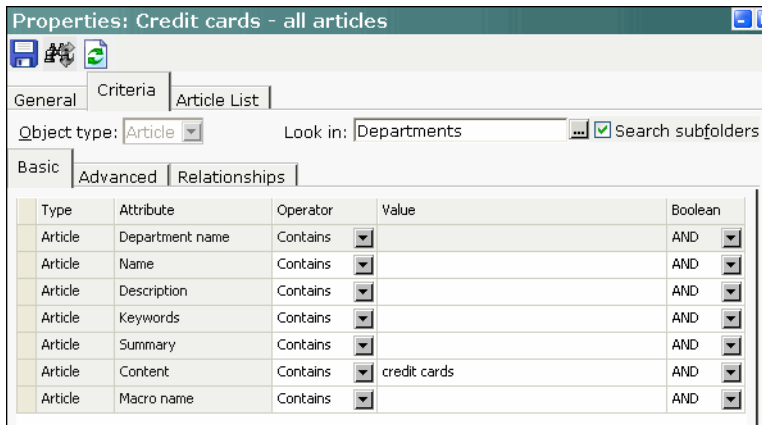 Properties: Credit cards - all articles
General Criteria Article List
Object type: Article Look in: Departments ... Search subfolders
Basic Advanced Relationships
Type Attribute Operator Value Boolean
Article Department name Contains AND
Article Name Contains AND
Article Description Contains AND
Article Keywords Contains AND
Article Summary Contains AND
Article Content Contains credit cards AND
Article Macro name Contains AND